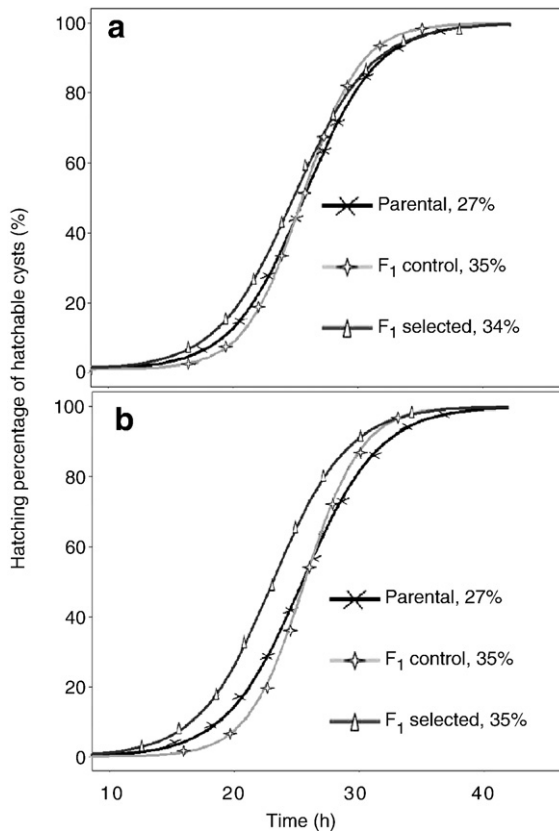 a
100
80
60
40
20
0
Parental, 27%
F1 control, 35%
F1 selected, 34%
Hatching percentage of hatchable cysts (%)
b
100
80
60
40
20
0
Parental, 27%
F1 control, 35%
F1 selected, 35%
10 20 30 40
Time (h)